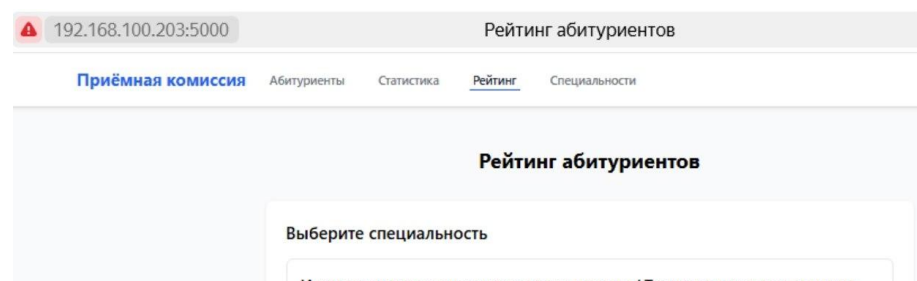 192.168.100.203:5000 Рейтинг абитуриентов
Приёмная комиссия Абитуриенты Статистика Рейтинг Специальности
Рейтинг абитуриентов
Выберите специальность